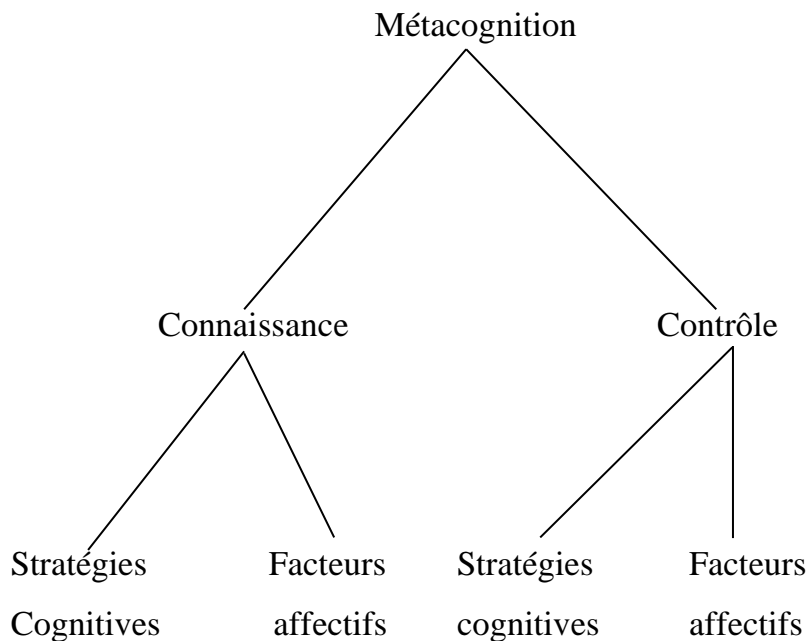 Métacognition
Connaissance Contrôle
Stratégies Facteurs Stratégies Facteurs
Cognitives affectifs cognitives affectifs